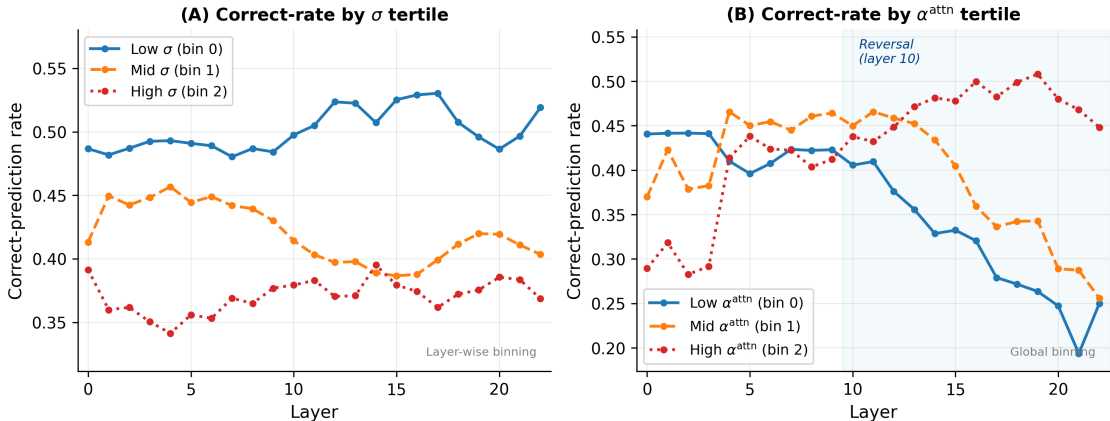 (A) Correct-rate by σ tertile
Correct-prediction rate
0.55
0.50
0.45
0.40
0.35
Low σ (bin 0)
Mid σ (bin 1)
High σ (bin 2)
Layer-wise binning
0 5 10 15 20
Layer
(B) Correct-rate by α^attn tertile
Correct-prediction rate
0.55
0.50
0.45
0.40
0.35
0.30
0.25
0.20
Reversal
(layer 10)
Low α^attn (bin 0)
Mid α^attn (bin 1)
High α^attn (bin 2)
Global binning
0 5 10 15 20
Layer